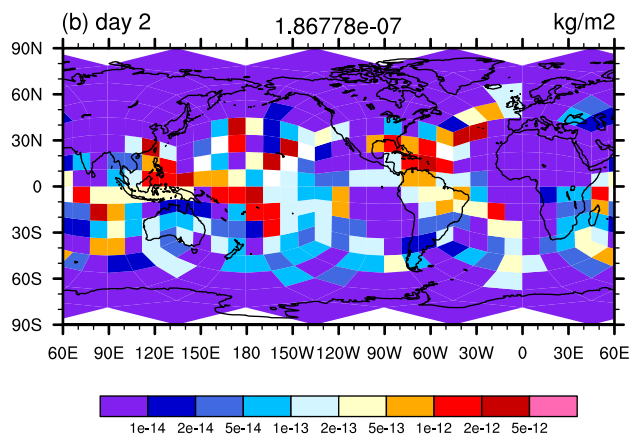 (b) day 2 1.86778e-07 kg/m2
90N
60N
30N
0
30S
60S
90S
60E 90E 120E 150E 180 150W 120W 90W 60W 30W 0 30E 60E
1e-14 2e-14 5e-14 1e-13 2e-13 5e-13 1e-12 2e-12 5e-12